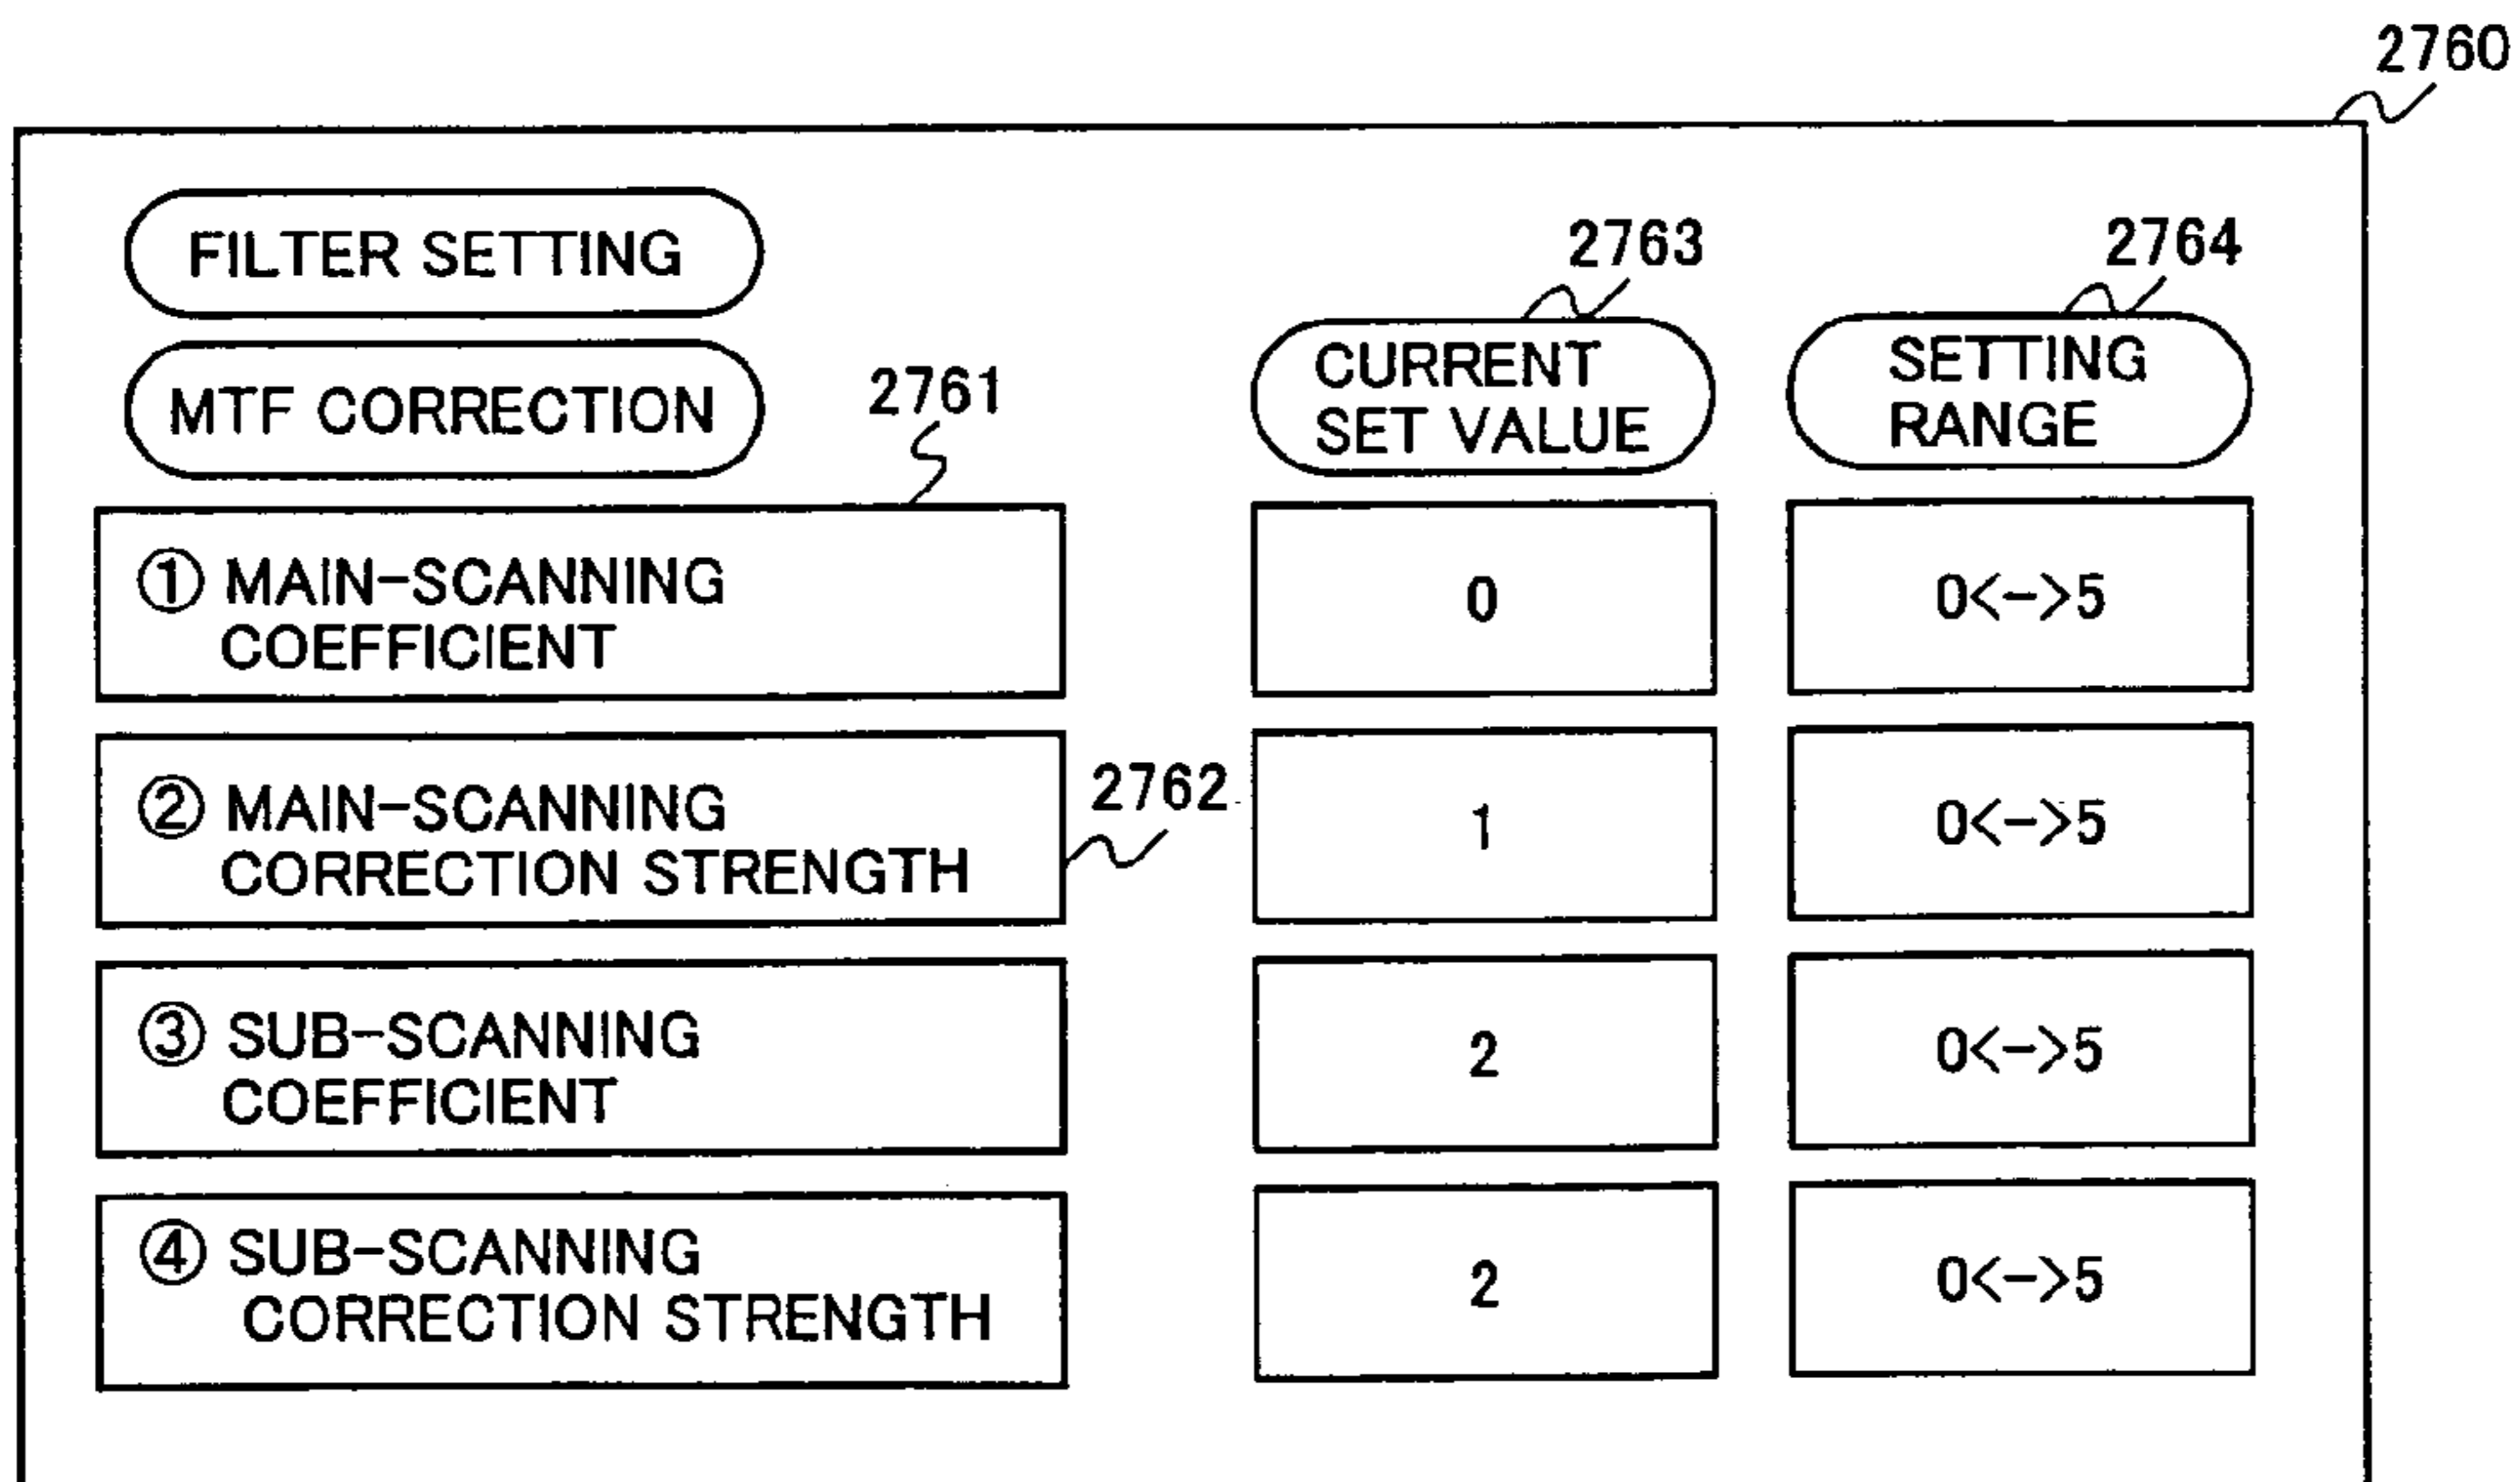 2760
FILTER SETTING
2763
2764
MTF CORRECTION
2761
CURRENT
SET VALUE
SETTING
RANGE
① MAIN-SCANNING
COEFFICIENT
0
0<->5
② MAIN-SCANNING
CORRECTION STRENGTH
2762
1
0<->5
③ SUB-SCANNING
COEFFICIENT
2
0<->5
④ SUB-SCANNING
CORRECTION STRENGTH
2
0<->5